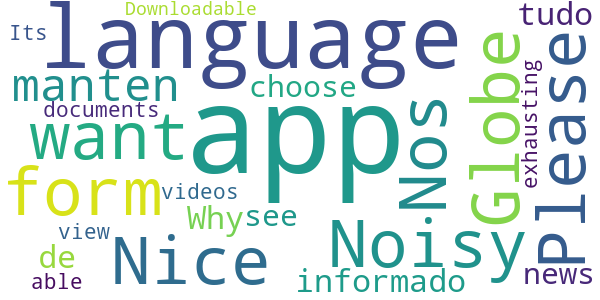 Downloadable
Its
language
tudo
manten
choose
Globe
Please
exhausting
documents
app
want
Nos
form
videos
Why
see
Noisy
view
Nice
de
able
informado
news